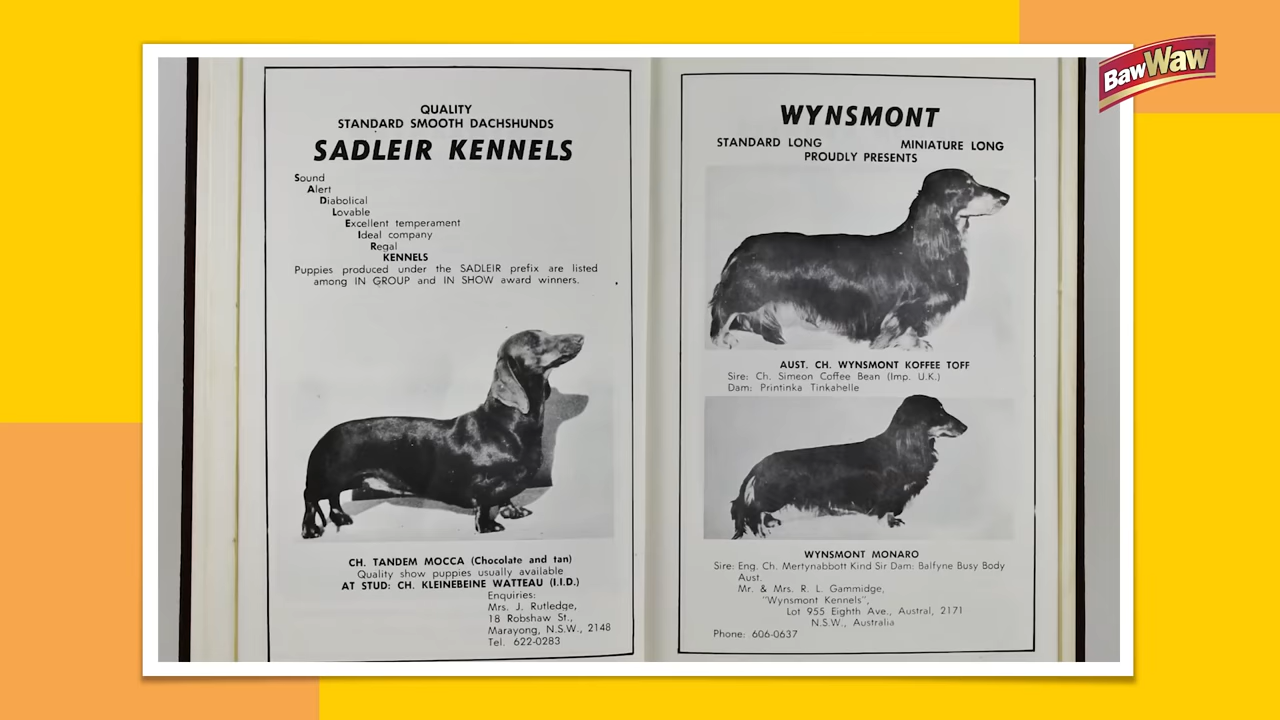 QUALITY
STANDARD SMOOTH DACHSHUNDS
SADLEIR KENNELS
Sound
Alert
Diabolical
Lovable
Excellent temperament
Ideal company
Regal
KENNELS
Puppies produced under the SADLEIR prefix are listed
among IN GROUP and IN SHOW award winners.
CH. TANDEM MOCCA (Chocolate and tan)
Quality show puppies usually available
AT STUD: CH. KLEINEBEINE WATTEAU (I.I.D.)
Enquiries:
Mrs. J. Rutledge,
18 Robshaw St.,
Marayong, N.S.W., 2148
Tel. 622-0283
WYNSMONT
STANDARD LONG MINIATURE LONG
PROUDLY PRESENTS
AUST. CH. WYNSMONT KOFFEE TOFF
Sire: Ch. Simeon Coffee Bean (Imp. U.K.)
Dam: Printinka Tinkahelle
WYNSMONT MONARO
Sire: Eng. Ch. Mertynabbott Kind Sir Dam: Balfyne Busy Body
Aust.
Mr. & Mrs. R. L. Gammidge,
"Wynsmont Kennels",
Lot 955 Eighth Ave., Austral, 2171
N.S.W., Australia
Phone: 606-0637
BawWaw